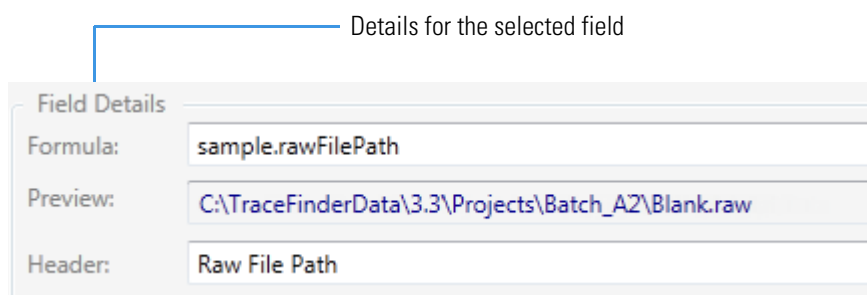 Details for the selected field
Field Details
Formula: sample.rawFilePath
Preview: C:\TraceFinderData\3.3\Projects\Batch_A2\Blank.raw
Header: Raw File Path